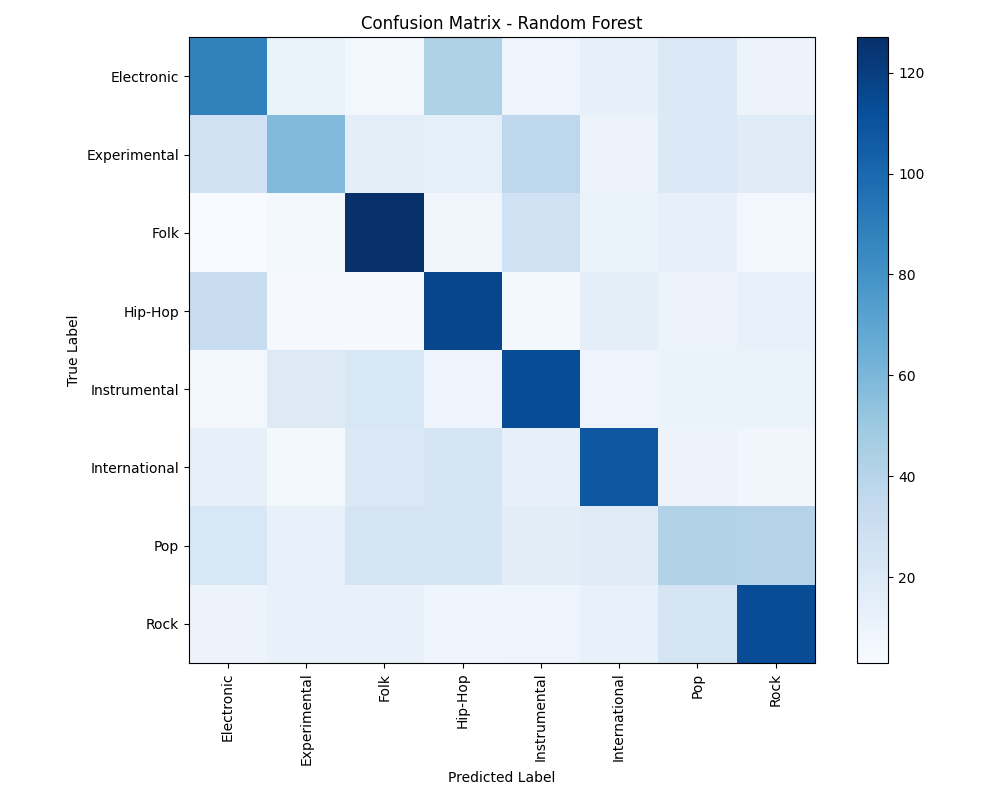 Confusion Matrix - Random Forest
True Label
Electronic
Experimental
Folk
Hip-Hop
Instrumental
International
Pop
Rock
Electronic
Experimental
Folk
Hip-Hop
Instrumental
International
Pop
Rock
Predicted Label
120
100
80
60
40
20